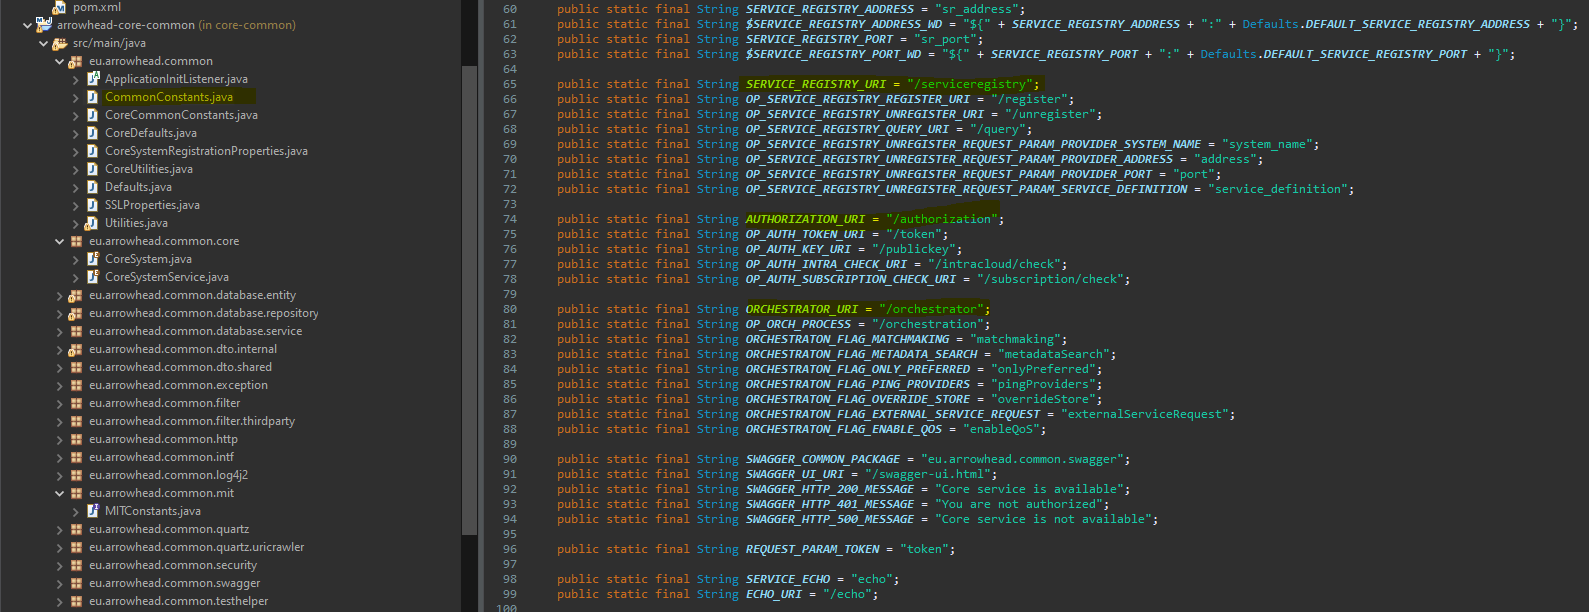 pom.xml
arrowhead-core-common (in core-common)
src/main/java
eu.arrowhead.common
ApplicationInitListener.java
CommonConstants.java
CoreCommonConstants.java
CoreDefaults.java
CoreSystemRegistrationProperties.java
CoreUtilities.java
Defaults.java
SSLProperties.java
Utilities.java
eu.arrowhead.common.core
CoreSystem.java
CoreSystemService.java
eu.arrowhead.common.database.entity
eu.arrowhead.common.database.repository
eu.arrowhead.common.database.service
eu.arrowhead.common.dto.internal
eu.arrowhead.common.dto.shared
eu.arrowhead.common.exception
eu.arrowhead.common.filter
eu.arrowhead.common.filter.thirdparty
eu.arrowhead.common.http
eu.arrowhead.common.intf
eu.arrowhead.common.log4j2
eu.arrowhead.common.mit
MITConstants.java
eu.arrowhead.common.quartz
eu.arrowhead.common.quartz.uricrawler
eu.arrowhead.common.security
eu.arrowhead.common.swagger
eu.arrowhead.common.testhelper
60 public static final String SERVICE_REGISTRY_ADDRESS = "sr_address";
61 public static final String $SERVICE_REGISTRY_ADDRESS_WD = "${" + SERVICE_REGISTRY_ADDRESS + ":" + Defaults.DEFAULT_SERVICE_REGISTRY_ADDRESS + "}";
62 public static final String SERVICE_REGISTRY_PORT = "sr_port";
63 public static final String $SERVICE_REGISTRY_PORT_WD = "${" + SERVICE_REGISTRY_PORT + ":" + Defaults.DEFAULT_SERVICE_REGISTRY_PORT + "}";
64
65 public static final String SERVICE_REGISTRY_URI = "/serviceregistry";
66 public static final String OP_SERVICE_REGISTRY_REGISTER_URI = "/register";
67 public static final String OP_SERVICE_REGISTRY_UNREGISTER_URI = "/unregister";
68 public static final String OP_SERVICE_REGISTRY_QUERY_URI = "/query";
69 public static final String OP_SERVICE_REGISTRY_UNREGISTER_REQUEST_PARAM_PROVIDER_SYSTEM_NAME = "system_name";
70 public static final String OP_SERVICE_REGISTRY_UNREGISTER_REQUEST_PARAM_PROVIDER_ADDRESS = "address";
71 public static final String OP_SERVICE_REGISTRY_UNREGISTER_REQUEST_PARAM_PROVIDER_PORT = "port";
72 public static final String OP_SERVICE_REGISTRY_UNREGISTER_REQUEST_PARAM_SERVICE_DEFINITION = "service_definition";
73
74 public static final String AUTHORIZATION_URI = "/authorization";
75 public static final String OP_AUTH_TOKEN_URI = "/token";
76 public static final String OP_AUTH_KEY_URI = "/publickey";
77 public static final String OP_AUTH_INTRA_CHECK_URI = "/intracloud/check";
78 public static final String OP_AUTH_SUBSCRIPTION_CHECK_URI = "/subscription/check";
79
80 public static final String ORCHESTRATOR_URI = "/orchestrator";
81 public static final String OP_ORCH_PROCESS = "/orchestration";
82 public static final String ORCHESTRATON_FLAG_MATCHMAKING = "matchmaking";
83 public static final String ORCHESTRATON_FLAG_METADATA_SEARCH = "metadataSearch";
84 public static final String ORCHESTRATON_FLAG_ONLY_PREFERRED = "onlyPreferred";
85 public static final String ORCHESTRATON_FLAG_PING_PROVIDERS = "pingProviders";
86 public static final String ORCHESTRATON_FLAG_OVERRIDE_STORE = "overrideStore";
87 public static final String ORCHESTRATON_FLAG_EXTERNAL_SERVICE_REQUEST = "externalServiceRequest";
88 public static final String ORCHESTRATON_FLAG_ENABLE_QOS = "enableQoS";
89
90 public static final String SWAGGER_COMMON_PACKAGE = "eu.arrowhead.common.swagger";
91 public static final String SWAGGER_UI_URI = "/swagger-ui.html";
92 public static final String SWAGGER_HTTP_200_MESSAGE = "Core service is available";
93 public static final String SWAGGER_HTTP_401_MESSAGE = "You are not authorized";
94 public static final String SWAGGER_HTTP_500_MESSAGE = "Core service is not available";
95
96 public static final String REQUEST_PARAM_TOKEN = "token";
97
98 public static final String SERVICE_ECHO = "echo";
99 public static final String ECHO_URI = "/echo";
100